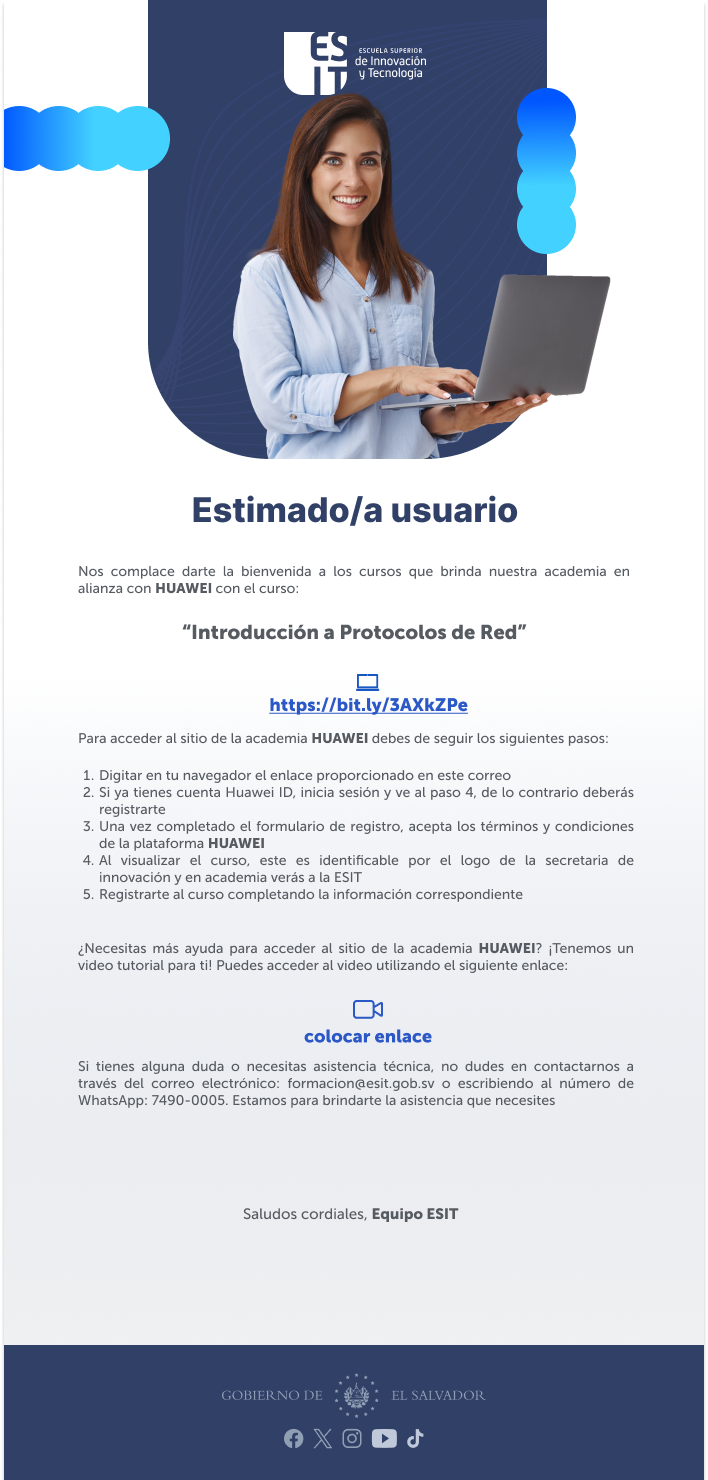 ES
IT
ESCUELA SUPERIOR
de Innovación
y Tecnología
Estimado/a usuario
Nos complace darte la bienvenida a los cursos que brinda nuestra academia en
alianza con HUAWEI con el curso:
“Introducción a Protocolos de Red”
https://bit.ly/3AXkZPe
Para acceder al sitio de la academia HUAWEI debes de seguir los siguientes pasos:
1. Digitar en tu navegador el enlace proporcionado en este correo
2. Si ya tienes cuenta Huawei ID, inicia sesión y ve al paso 4, de lo contrario deberás
registrarte
3. Una vez completado el formulario de registro, acepta los términos y condiciones
de la plataforma HUAWEI
4. Al visualizar el curso, este es identificable por el logo de la secretaria de
innovación y en academia verás a la ESIT
5. Registrarte al curso completando la información correspondiente
¿Necesitas más ayuda para acceder al sitio de la academia HUAWEI? ¡Tenemos un
video tutorial para ti! Puedes acceder al video utilizando el siguiente enlace:
colocar enlace
Si tienes alguna duda o necesitas asistencia técnica, no dudes en contactarnos a
través del correo electrónico: formacion@esit.gob.sv o escribiendo al número de
WhatsApp: 7490-0005. Estamos para brindarte la asistencia que necesites
Saludos cordiales, Equipo ESIT
GOBIERNO DE EL SALVADOR